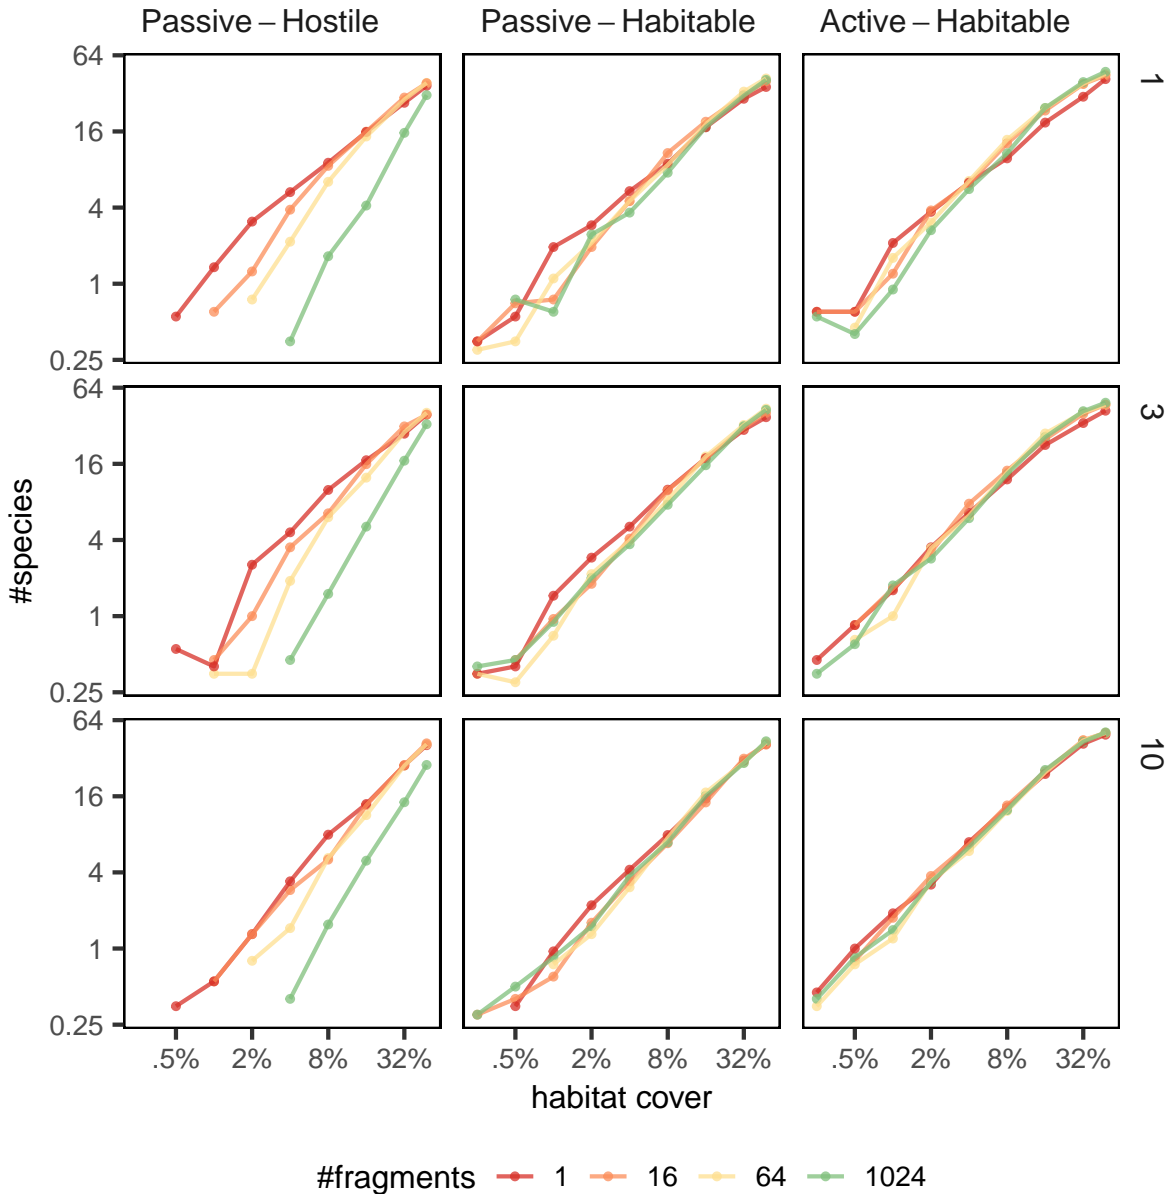 Passive – Hostile
Passive – Habitable
Active – Habitable
64
16
4
1
0.25
1
64
16
4
1
0.25
3
64
16
4
1
0.25
10
#species
.5% 2% 8% 32%
.5% 2% 8% 32%
.5% 2% 8% 32%
habitat cover
#fragments 1 16 64 1024